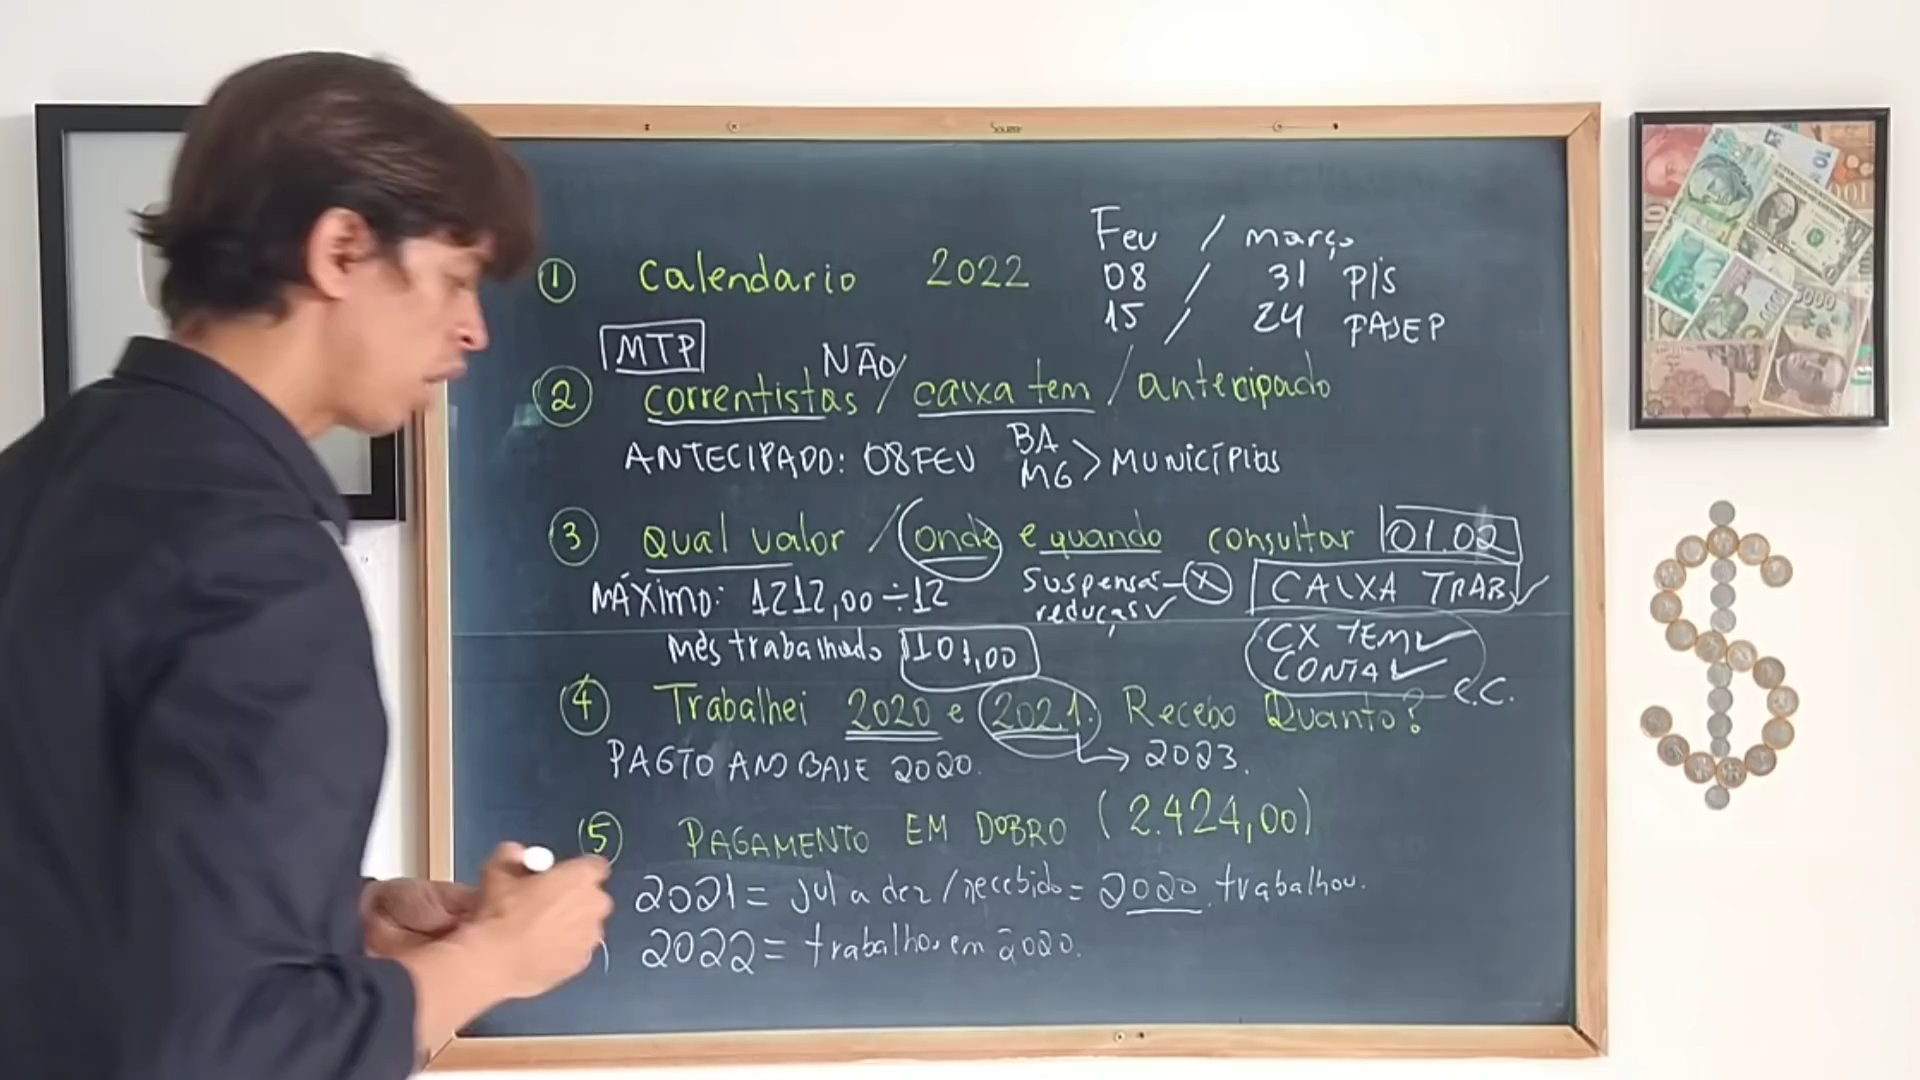 Fev / março
① Calendario 2022 08 / 31 PIS
15 / 24 PASEP
MTP NÃO
② correntistas / caixa tem / antecipado
ANTECIPADO: 08 FEV BA MG > MUNICÍPIOS
③ qual valor / onde e quando consultar 01.02
MÁXIMO: 1212,00 ÷ 12 suspensão X CAIXA TRAB ✓
redução ✓
mês trabalhado 101,00 CX TEM ✓
CONTA ✓
C.C.
④ Trabalhei 2020 e 2021. Recebo Quanto?
PAGTO ANO BASE 2020. → 2023.
⑤ PAGAMENTO EM DOBRO (2.424,00)
2021 = jul a dez / recebido = 2020 trabalhou.
2022 = trabalhou em 2020.